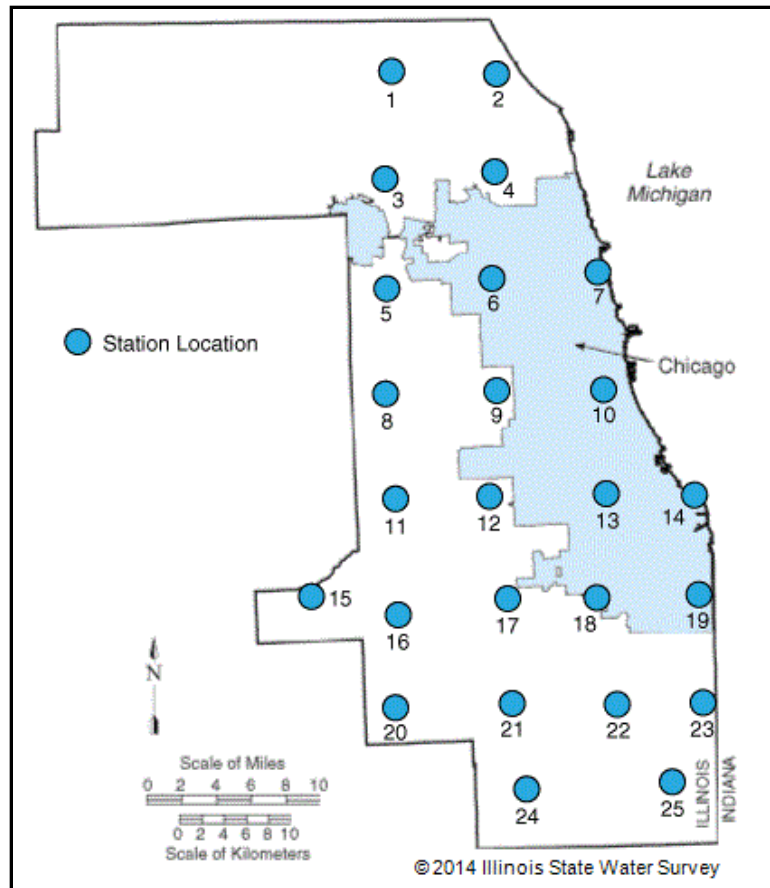 1
2
Lake
Michigan
3
4
5
6
7
Station Location
Chicago
8
9
10
11
12
13
14
15
16
17
18
19
N
20
21
22
23
Scale of Miles
0 2 4 6 8 10
0 2 4 6 8 10
Scale of Kilometers
24
25
ILLINOIS
INDIANA
©2014 Illinois State Water Survey